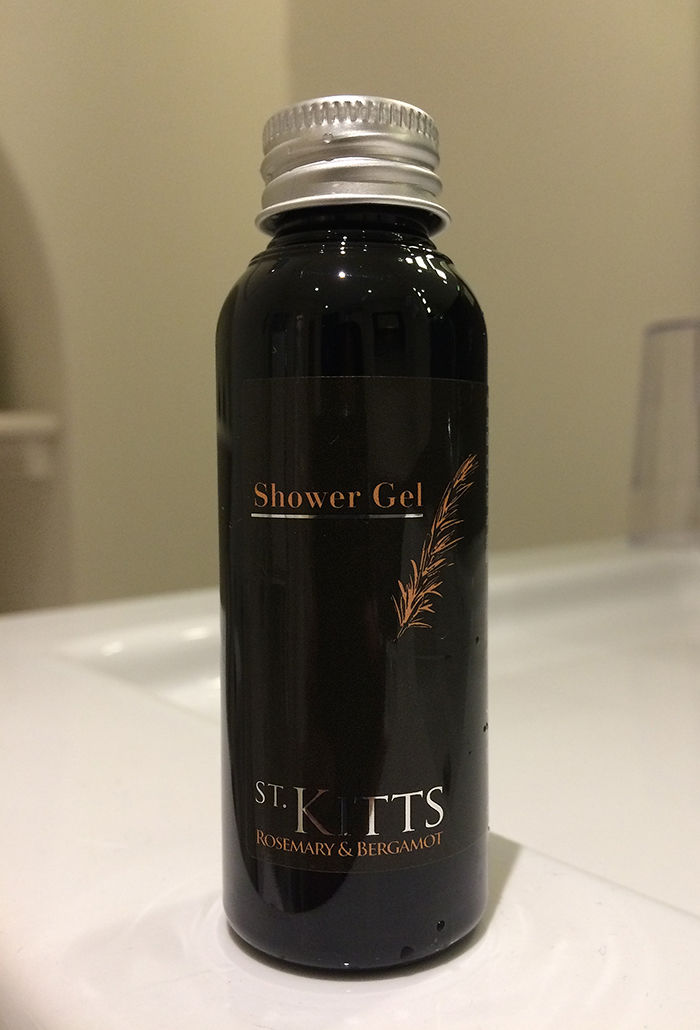 Shower Gel
ST. KITTS
ROSEMARY & BERGAMOT